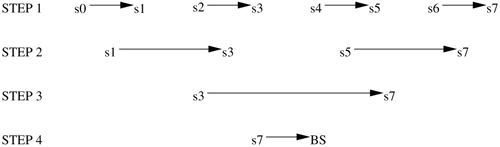 STEP 1 s0 s1 s2 s3 s4 s5 s6 s7
STEP 2 s1 s3 s5 s7
STEP 3 s3 s7
STEP 4 s7 BS